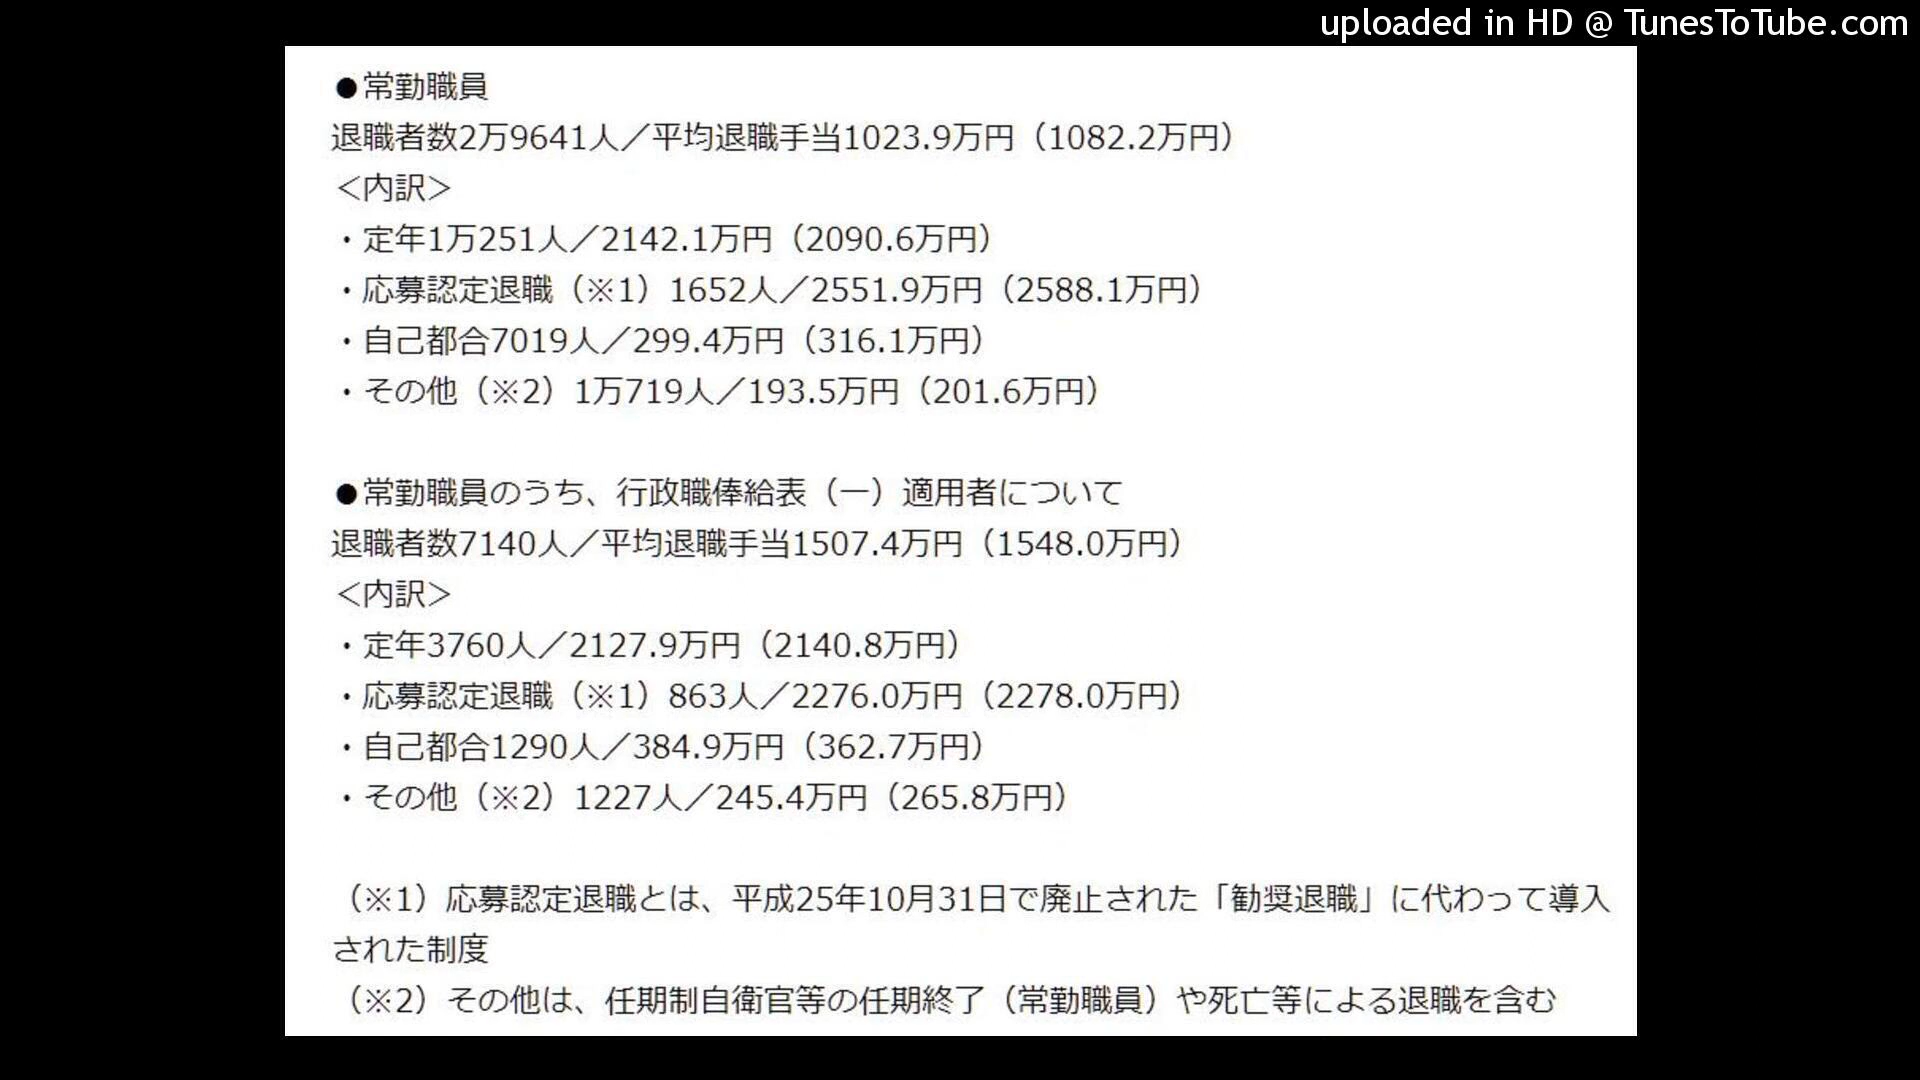 uploaded in HD @ TunesToTube.com
●常勤職員
退職者数2万9641人／平均退職手当1023.9万円（1082.2万円）
＜内訳＞
・定年1万251人／2142.1万円（2090.6万円）
・応募認定退職（※1）1652人／2551.9万円（2588.1万円）
・自己都合7019人／299.4万円（316.1万円）
・その他（※2）1万719人／193.5万円（201.6万円）
●常勤職員のうち、行政職俸給表（一）適用者について
退職者数7140人／平均退職手当1507.4万円（1548.0万円）
＜内訳＞
・定年3760人／2127.9万円（2140.8万円）
・応募認定退職（※1）863人／2276.0万円（2278.0万円）
・自己都合1290人／384.9万円（362.7万円）
・その他（※2）1227人／245.4万円（265.8万円）
（※1）応募認定退職とは、平成25年10月31日で廃止された「勧奨退職」に代わって導入
された制度
（※2）その他は、任期制自衛官等の任期終了（常勤職員）や死亡等による退職を含む